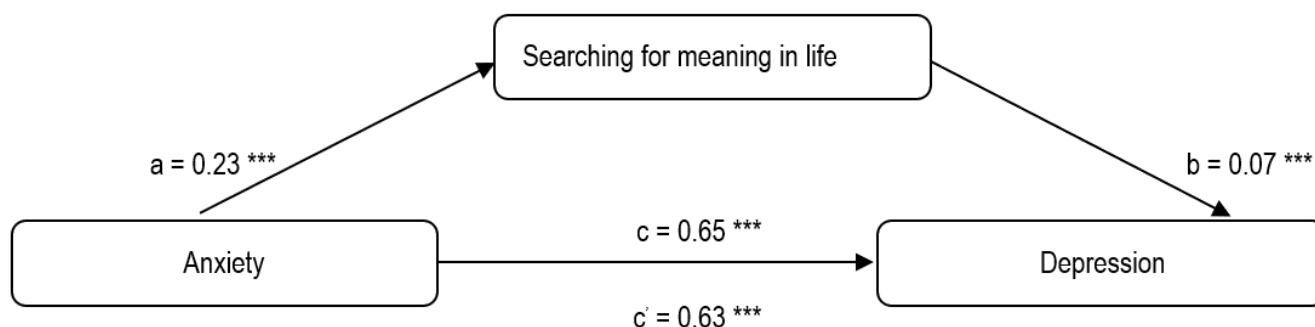 Searching for meaning in life
a = 0.23 ***
b = 0.07 ***
c = 0.65 ***
Anxiety
Depression
c' = 0.63 ***